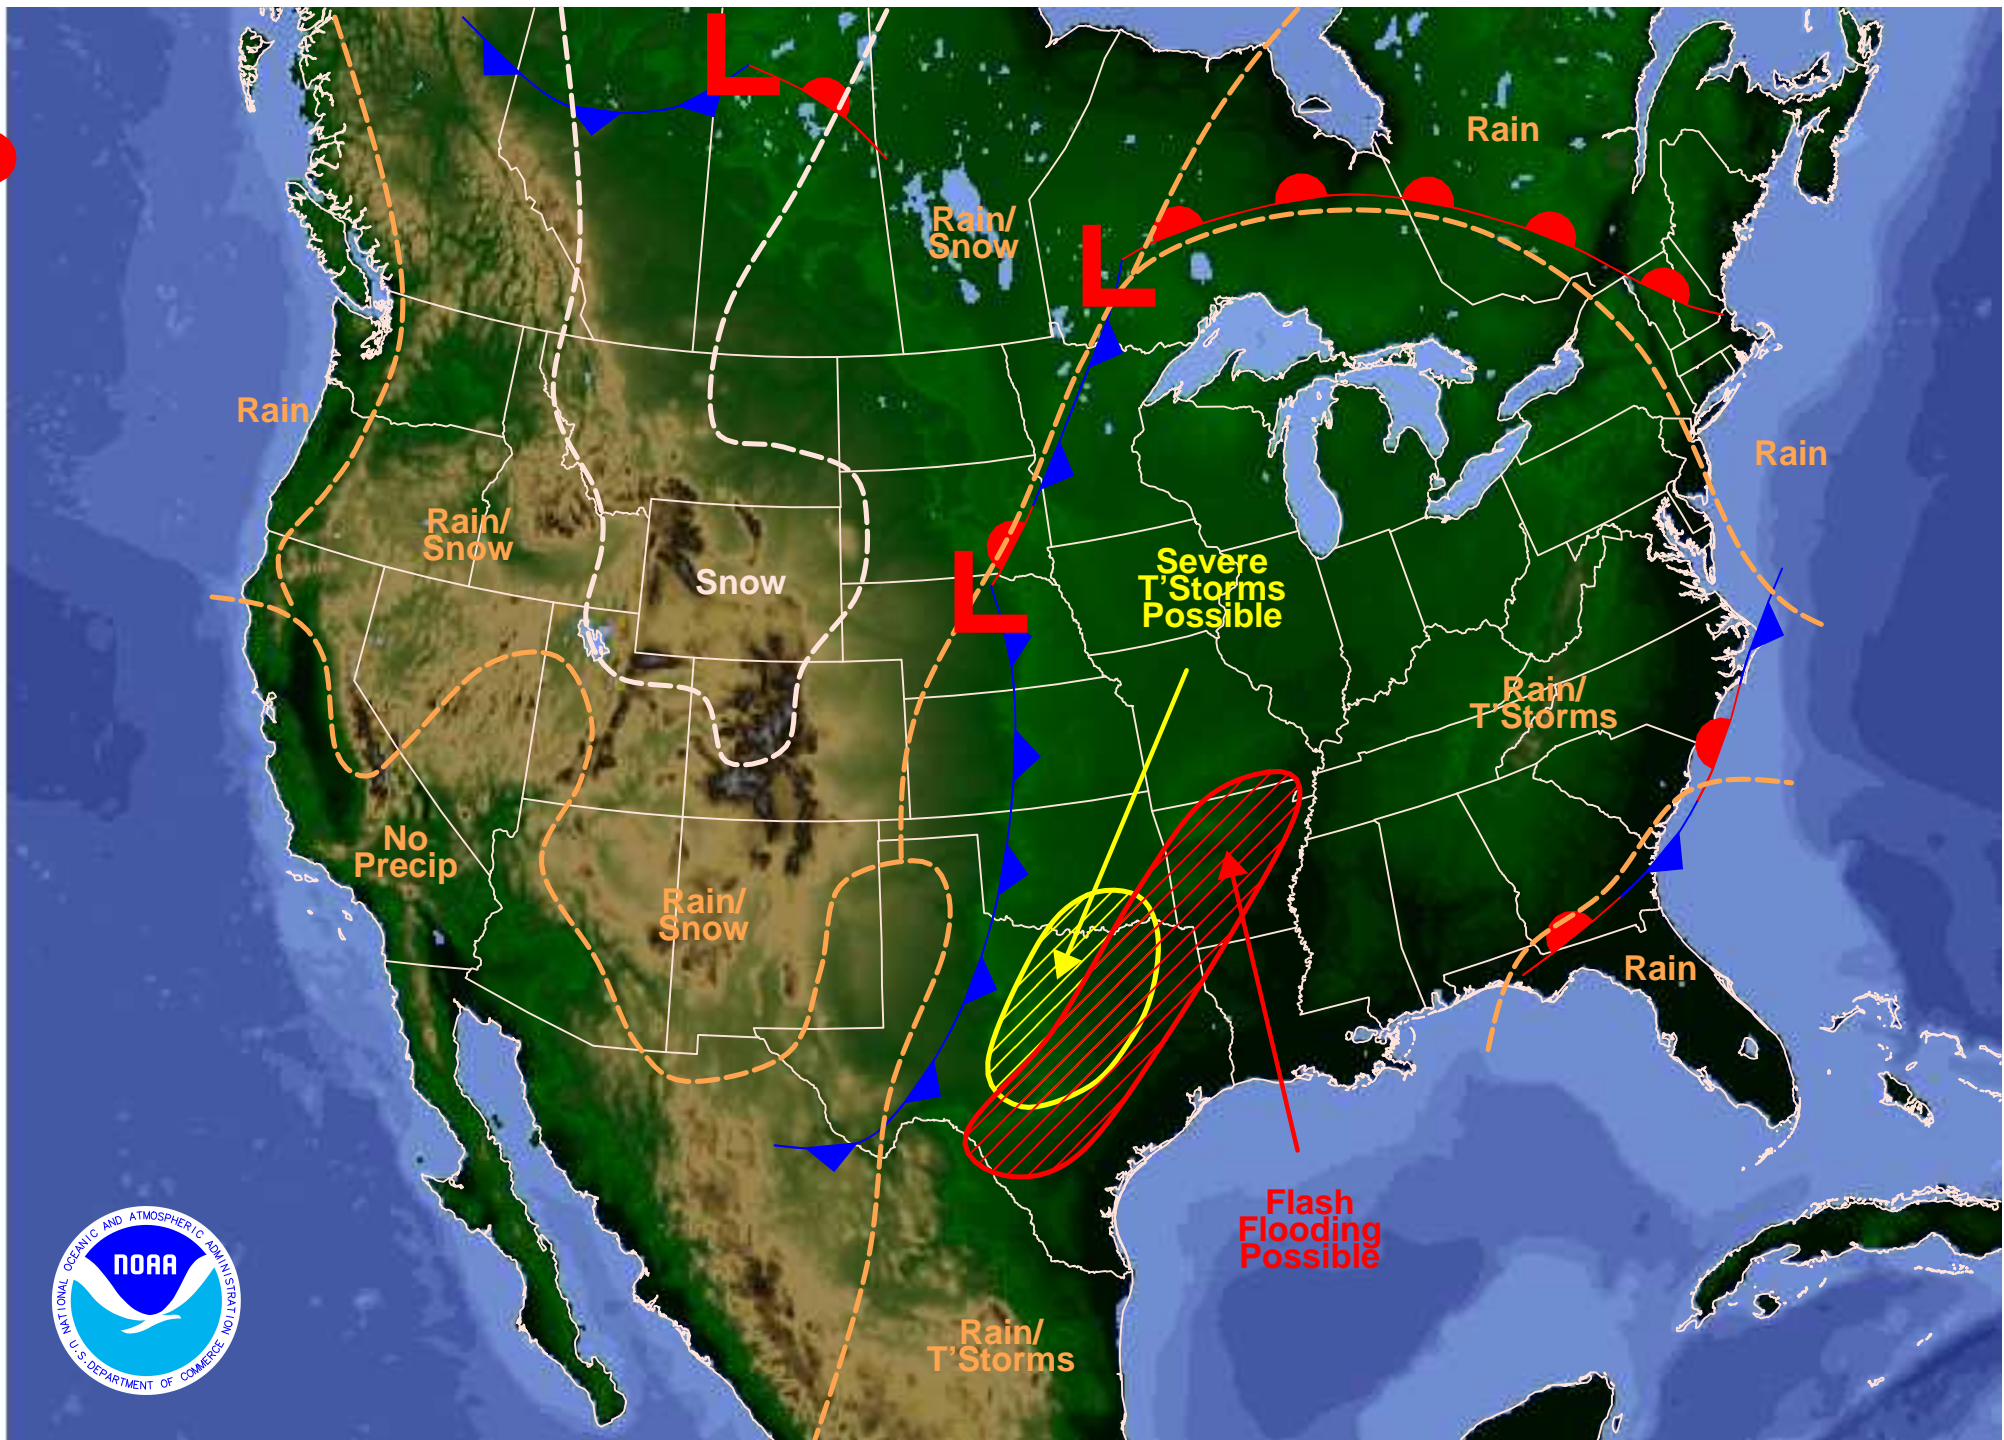 L
Rain
Rain/
Snow
L
Rain
Rain
Rain/
Snow
Snow
L
Severe
T'Storms
Possible
Rain/
T'Storms
No
Precip
Rain/
Snow
Rain
Flash
Flooding
Possible
Rain/
T'Storms
NATIONAL OCEANIC AND ATMOSPHERIC ADMINISTRATION
NOAA
U.S. DEPARTMENT OF COMMERCE